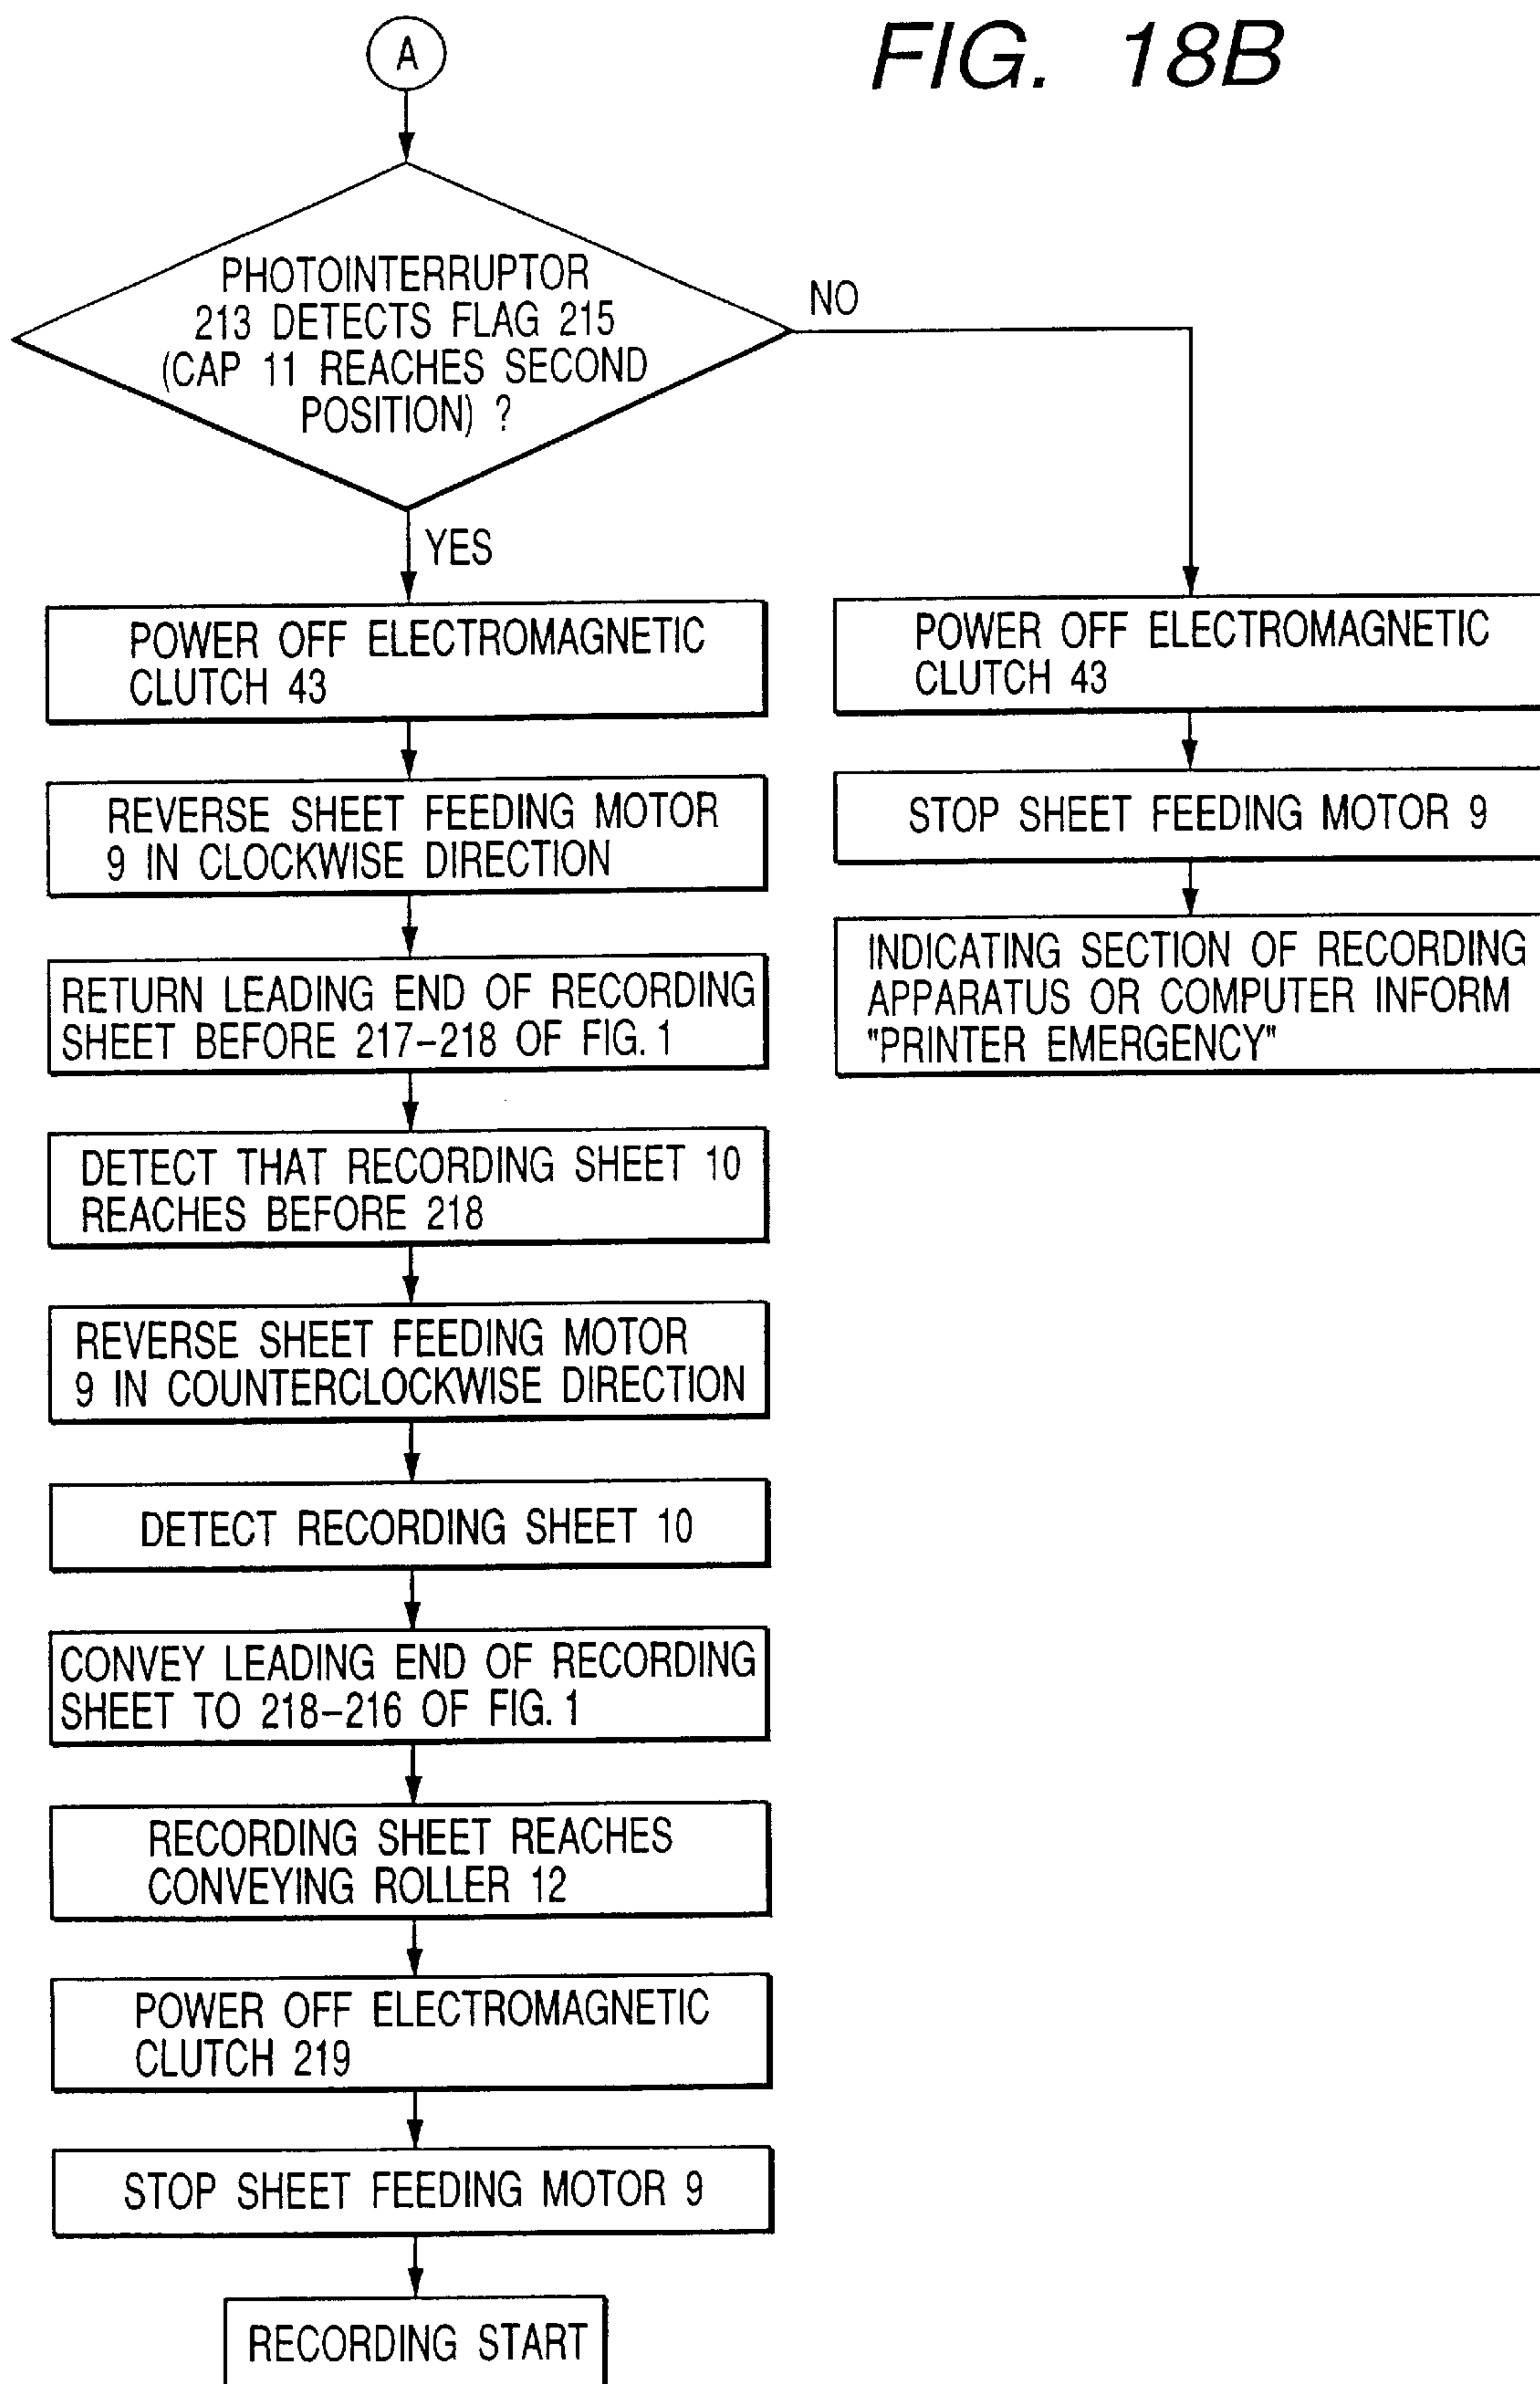 FIG. 18B
A
PHOTOINTERRUPTOR
213 DETECTS FLAG 215
(CAP 11 REACHES SECOND
POSITION) ?
NO
YES
POWER OFF ELECTROMAGNETIC
CLUTCH 43
REVERSE SHEET FEEDING MOTOR
9 IN CLOCKWISE DIRECTION
RETURN LEADING END OF RECORDING
SHEET BEFORE 217-218 OF FIG. 1
DETECT THAT RECORDING SHEET 10
REACHES BEFORE 218
REVERSE SHEET FEEDING MOTOR
9 IN COUNTERCLOCKWISE DIRECTION
DETECT RECORDING SHEET 10
CONVEY LEADING END OF RECORDING
SHEET TO 218-216 OF FIG. 1
RECORDING SHEET REACHES
CONVEYING ROLLER 12
POWER OFF ELECTROMAGNETIC
CLUTCH 219
STOP SHEET FEEDING MOTOR 9
RECORDING START
POWER OFF ELECTROMAGNETIC
CLUTCH 43
STOP SHEET FEEDING MOTOR 9
INDICATING SECTION OF RECORDING
APPARATUS OR COMPUTER INFORM
"PRINTER EMERGENCY"